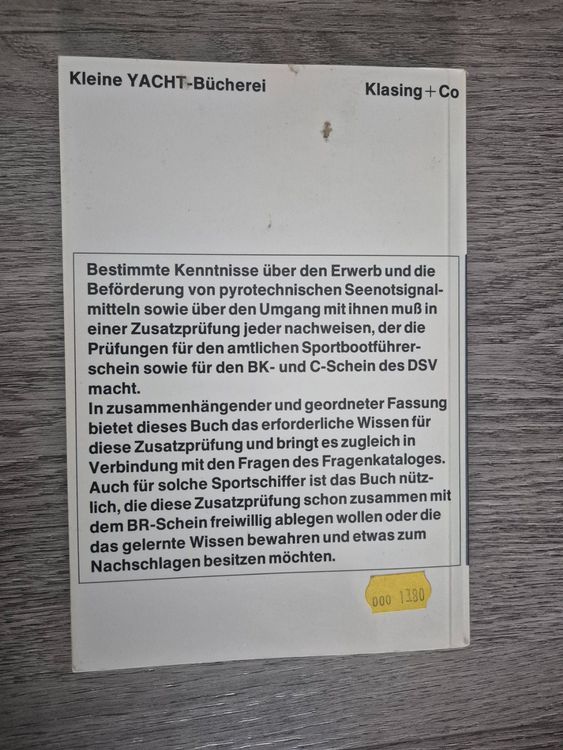 Kleine YACHT-Bücherei
Klasing+Co
Bestimmte Kenntnisse über den Erwerb und die
Beförderung von pyrotechnischen Seenotsignal-
mitteln sowie über den Umgang mit ihnen muß in
einer Zusatzprüfung jeder nachweisen, der die
Prüfungen für den amtlichen Sportbootführer-
schein sowie für den BK- und C-Schein des DSV
macht.
In zusammenhängender und geordneter Fassung
bietet dieses Buch das erforderliche Wissen für
diese Zusatzprüfung und bringt es zugleich in
Verbindung mit den Fragen des Fragenkataloges.
Auch für solche Sportschiffer ist das Buch nütz-
lich, die diese Zusatzprüfung schon zusammen mit
dem BR-Schein freiwillig ablegen wollen oder die
das gelernte Wissen bewahren und etwas zum
Nachschlagen besitzen möchten.
000 1380